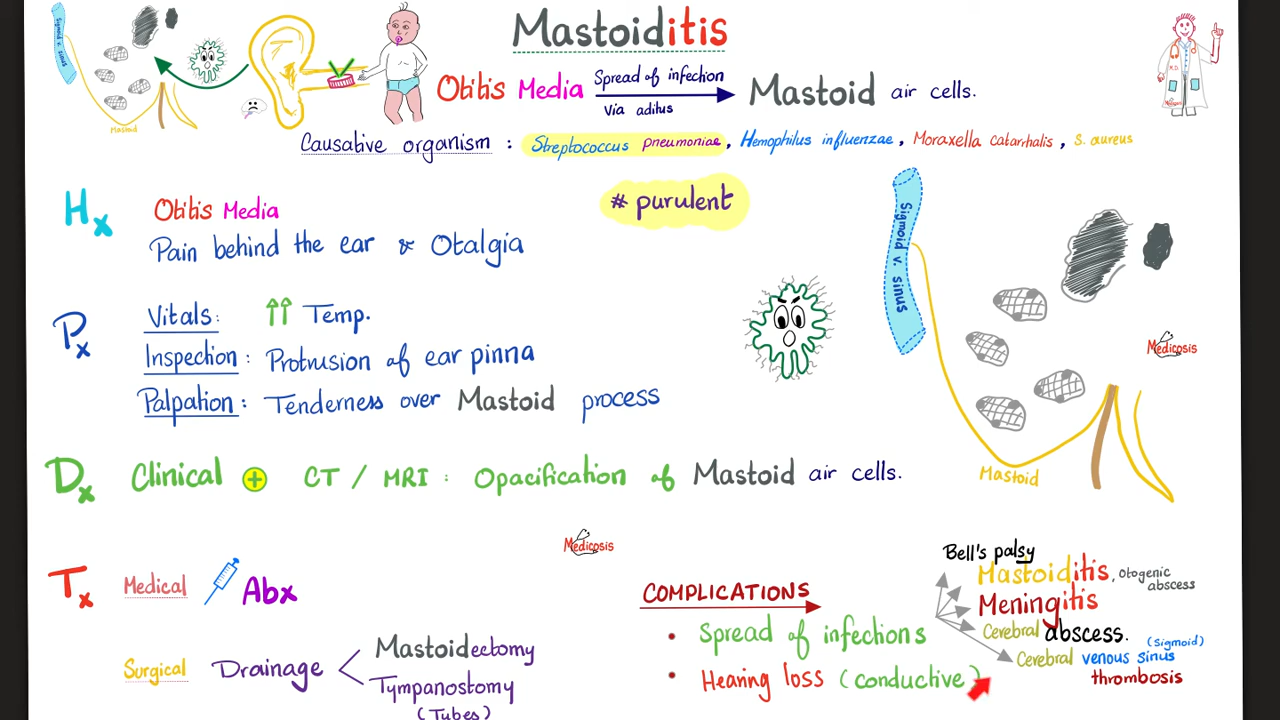 Mastoiditis
Sigmoid v. sinus
Mastoid
Otitis Media Spread of infection Via aditus Mastoid air cells.
Causative organism : Streptococcus pneumoniae, Hemophilus influenzae, Moraxella catarrhalis, S. aureus
# purulent
Hx
Otitis Media
Pain behind the ear & Otalgia
Px
Vitals: ↑↑ Temp.
Inspection: Protrusion of ear pinna
Palpation: Tenderness over Mastoid process
Sigmoid v. sinus
Medicosis
Mastoid
Dx Clinical + CT / MRI : Opacification of Mastoid air cells.
Medicosis
Tx Medical Abx
Surgical Drainage < Mastoidectomy
Tympanostomy
(Tubes)
COMPLICATIONS
• Spread of infections
• Hearing loss (conductive)
Bell's palsy
Mastoiditis, Otogenic abscess
Meningitis
Cerebral abscess.
Cerebral venous sinus (Sigmoid)
thrombosis